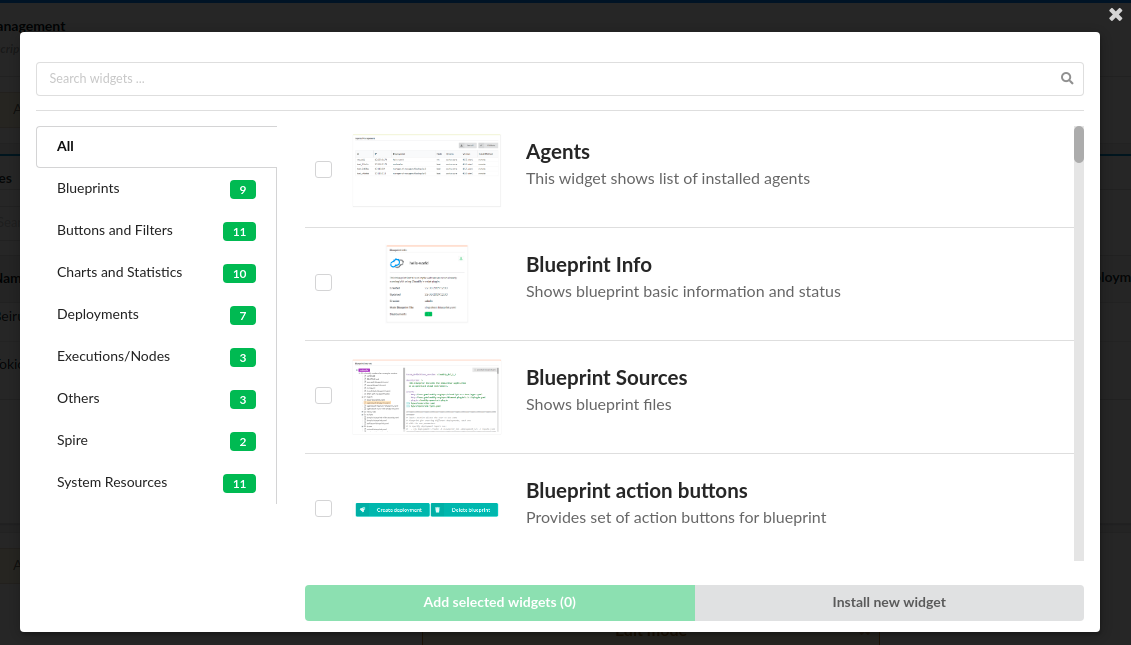 anagement
Search widgets ...
All
Blueprints 9
Buttons and Filters 11
Charts and Statistics 10
Deployments 7
Executions/Nodes 3
Others 3
Spire 2
System Resources 11
Agents
This widget shows list of installed agents
Blueprint Info
Shows blueprint basic information and status
Blueprint Sources
Shows blueprint files
Create deployment Delete blueprint
Blueprint action buttons
Provides set of action buttons for blueprint
Add selected widgets (0) Install new widget